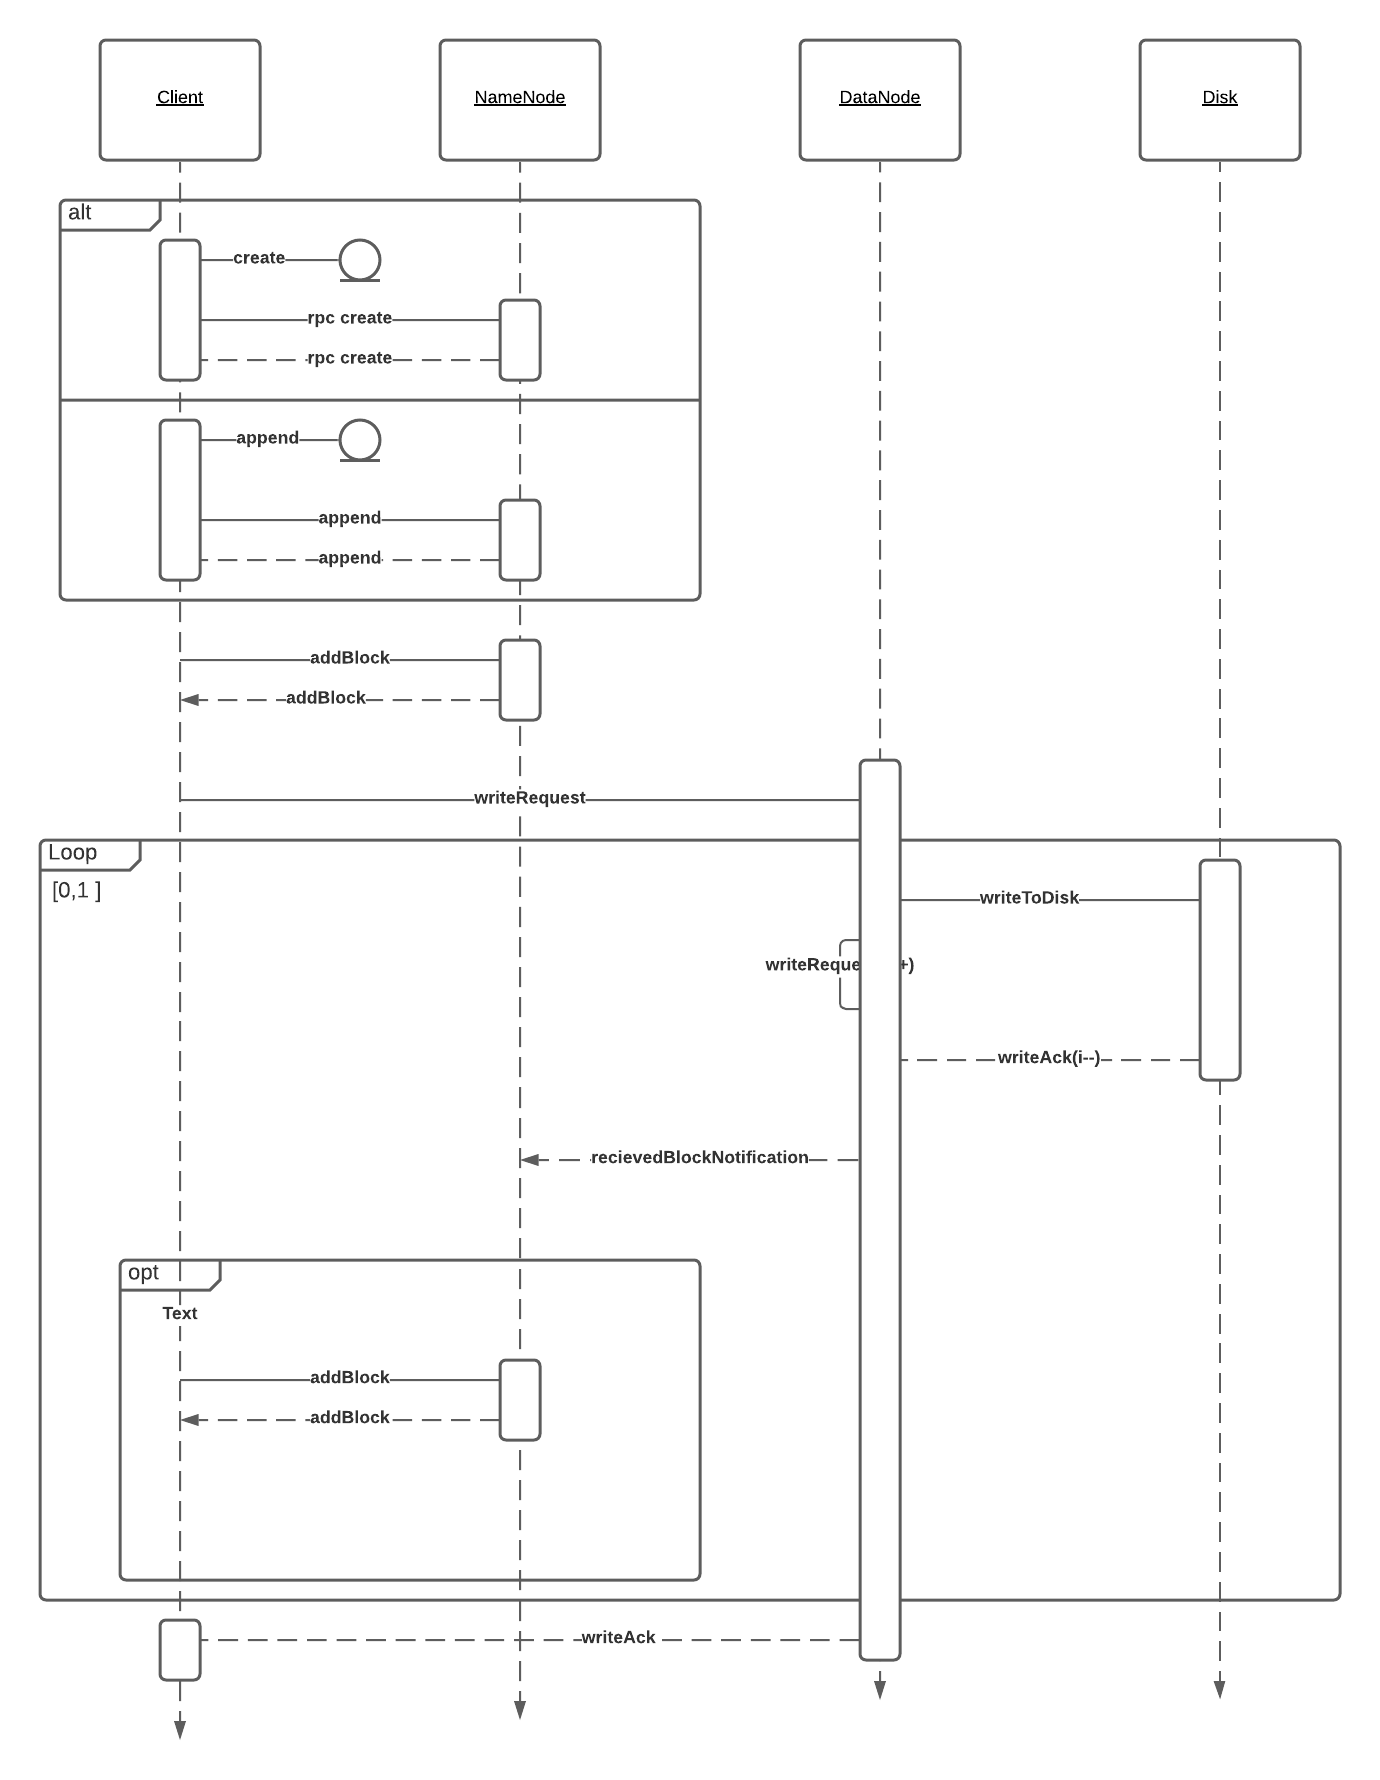 Client
NameNode
DataNode
Disk
alt
create
rpc create
rpc create
append
append
append
addBlock
addBlock
writeRequest
Loop
[0,1 ]
writeToDisk
+)
writeAck(i--)
recievedBlockNotification
opt
Text
addBlock
addBlock
writeAck